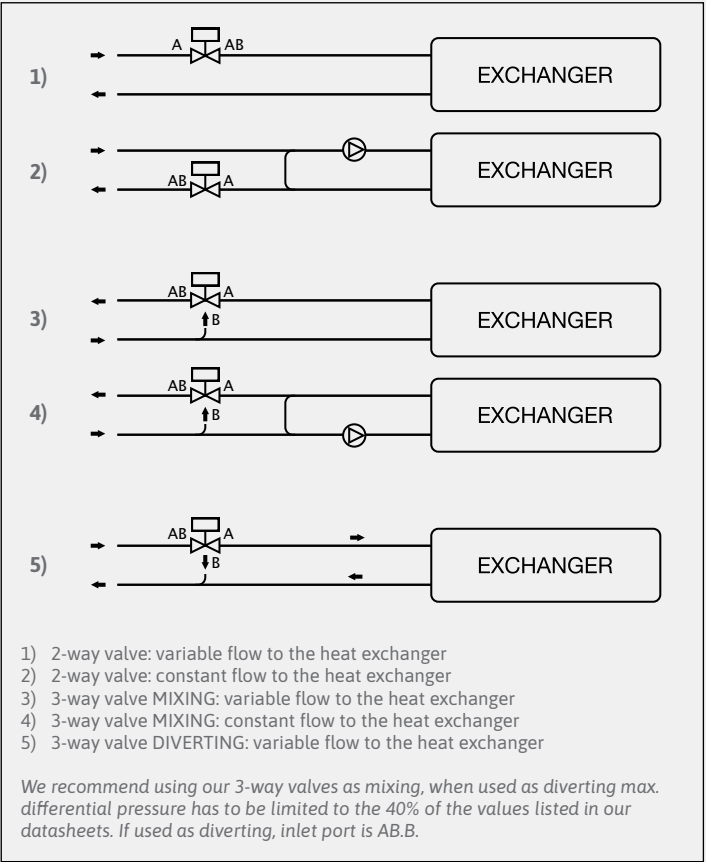 A AB
1) EXCHANGER
2) EXCHANGER
AB A
AB A
3) B EXCHANGER
AB A
4) B EXCHANGER
AB A
5) B EXCHANGER
1) 2-way valve: variable flow to the heat exchanger
2) 2-way valve: constant flow to the heat exchanger
3) 3-way valve MIXING: variable flow to the heat exchanger
4) 3-way valve MIXING: constant flow to the heat exchanger
5) 3-way valve DIVERTING: variable flow to the heat exchanger
We recommend using our 3-way valves as mixing, when used as diverting max.
differential pressure has to be limited to the 40% of the values listed in our
datasheets. If used as diverting, inlet port is AB.B.